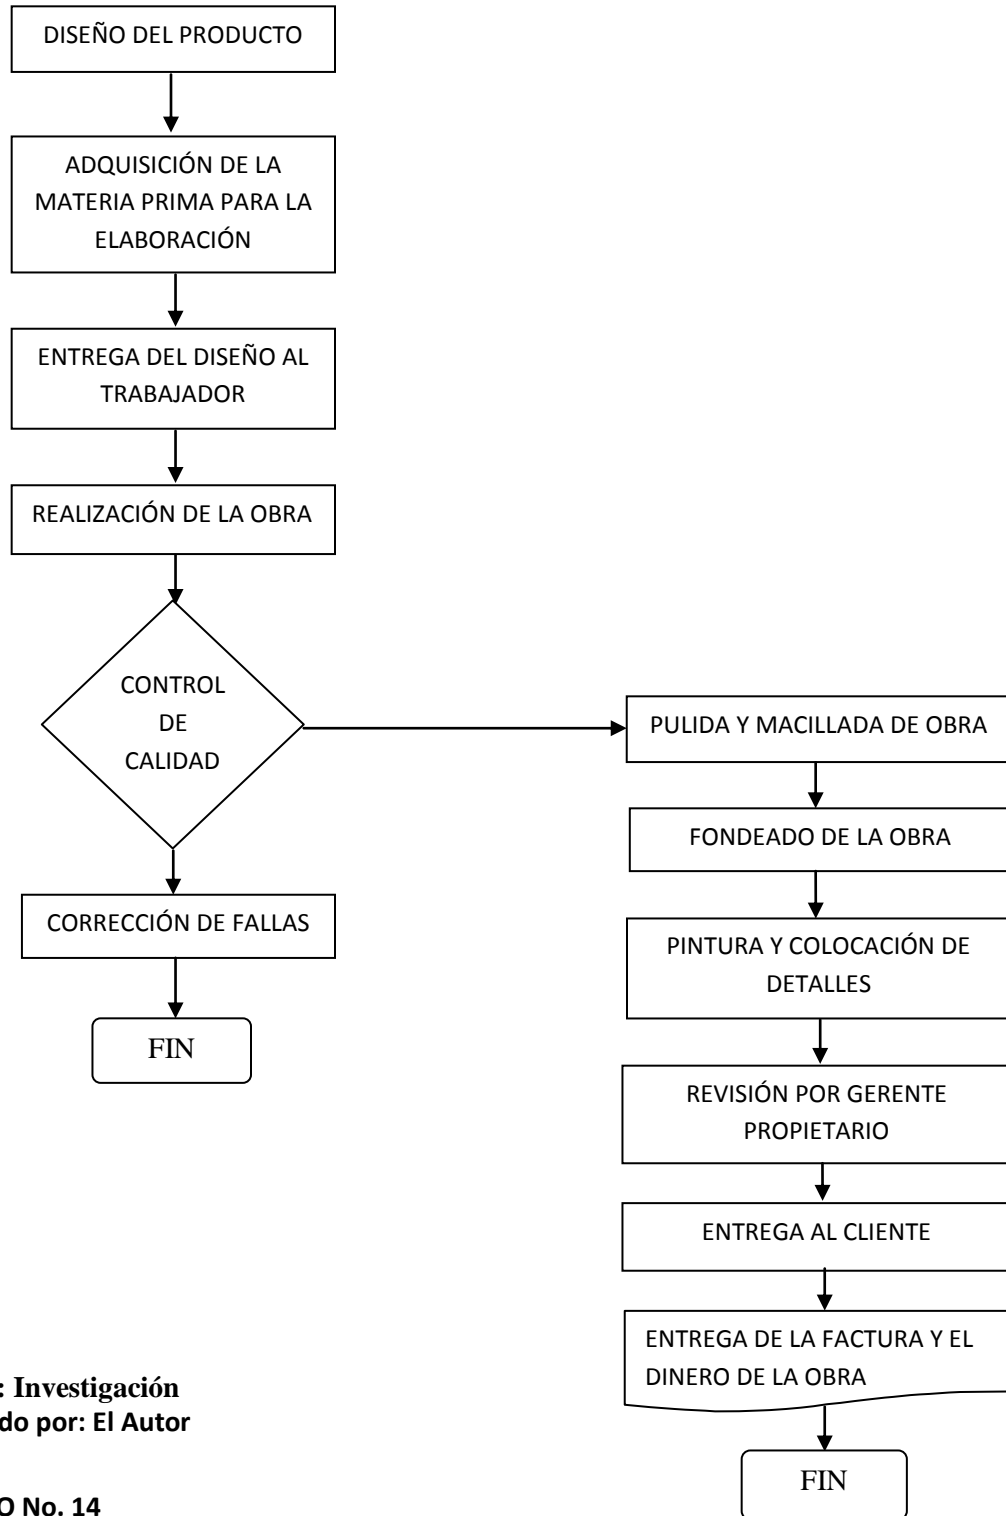 DISEÑO DEL PRODUCTO
ADQUISICIÓN DE LA
MATERIA PRIMA PARA LA
ELABORACIÓN
ENTREGA DEL DISEÑO AL
TRABAJADOR
REALIZACIÓN DE LA OBRA
CONTROL
DE
CALIDAD
CORRECCIÓN DE FALLAS
FIN
PULIDA Y MACILLADA DE OBRA
FONDEADO DE LA OBRA
PINTURA Y COLOCACIÓN DE
DETALLES
REVISIÓN POR GERENTE
PROPIETARIO
ENTREGA AL CLIENTE
ENTREGA DE LA FACTURA Y EL
DINERO DE LA OBRA
FIN
: Investigación
do por: El Autor
O No. 14